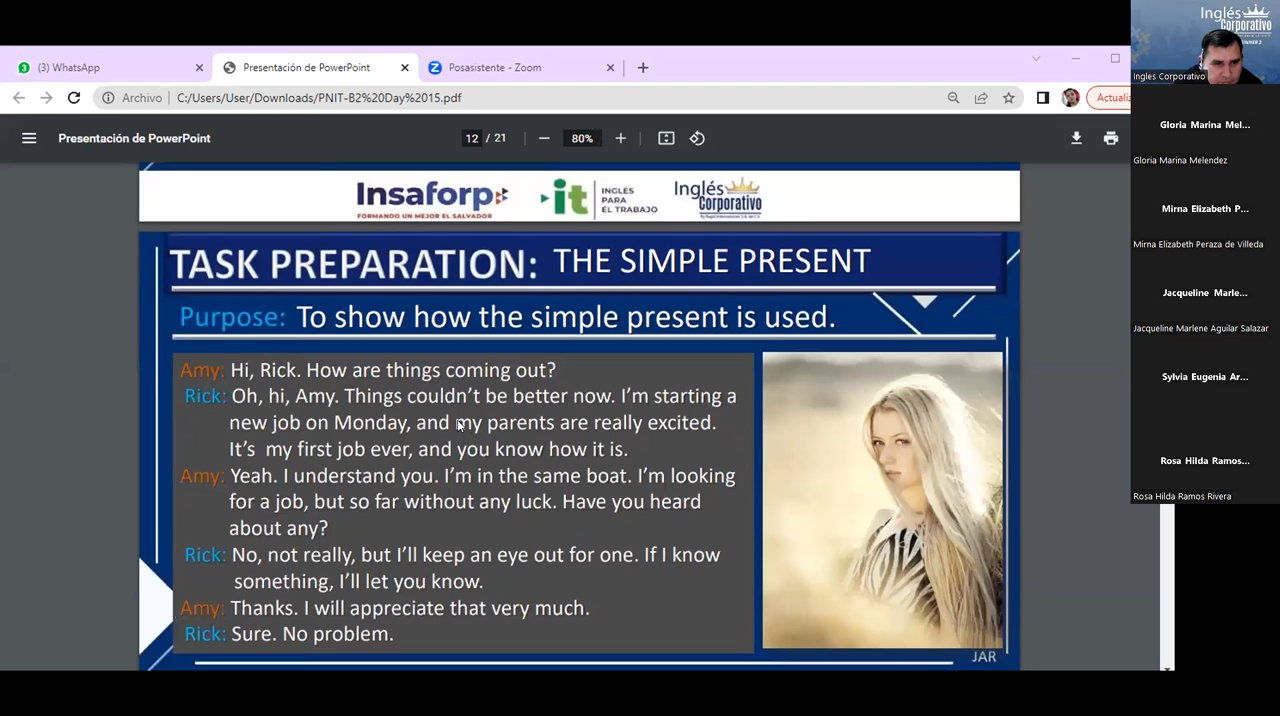 (3) WhatsApp
Presentación de PowerPoint
Posasistente - Zoom
Archivo
C:/Users/User/Downloads/PNIT-B2%20Day%2015.pdf
Actuali
Presentación de PowerPoint
12 / 21
80%
Insaforp
FORMANDO UN MEJOR EL SALVADOR
it
INGLÉS
PARA
EL TRABAJO
Inglés
Corporativo
TASK PREPARATION: THE SIMPLE PRESENT
Purpose: To show how the simple present is used.
Amy: Hi, Rick. How are things coming out?
Rick: Oh, hi, Amy. Things couldn't be better now. I'm starting a
new job on Monday, and my parents are really excited.
It's my first job ever, and you know how it is.
Amy: Yeah. I understand you. I'm in the same boat. I'm looking
for a job, but so far without any luck. Have you heard
about any?
Rick: No, not really, but I'll keep an eye out for one. If I know
something, I'll let you know.
Amy: Thanks. I will appreciate that very much.
Rick: Sure. No problem.
JAR
Inglés
Corporativo
Ingles Corporativo
Gloria Marina Mel...
Gloria Marina Melendez
Mirna Elizabeth P...
Mirna Elizabeth Peraza de Villeda
Jacqueline Marle...
Jacqueline Marlene Aguilar Salazar
Sylvia Eugenia Ar...
Rosa Hilda Ramos...
Rosa Hilda Ramos Rivera